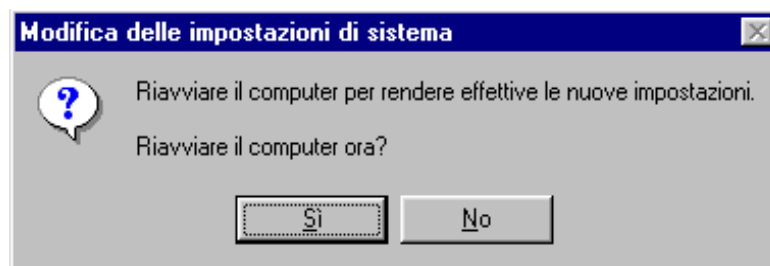 Modifica delle impostazioni di sistema
?
Riavviare il computer per rendere effettive le nuove impostazioni.
Riavviare il computer ora?
Sì No